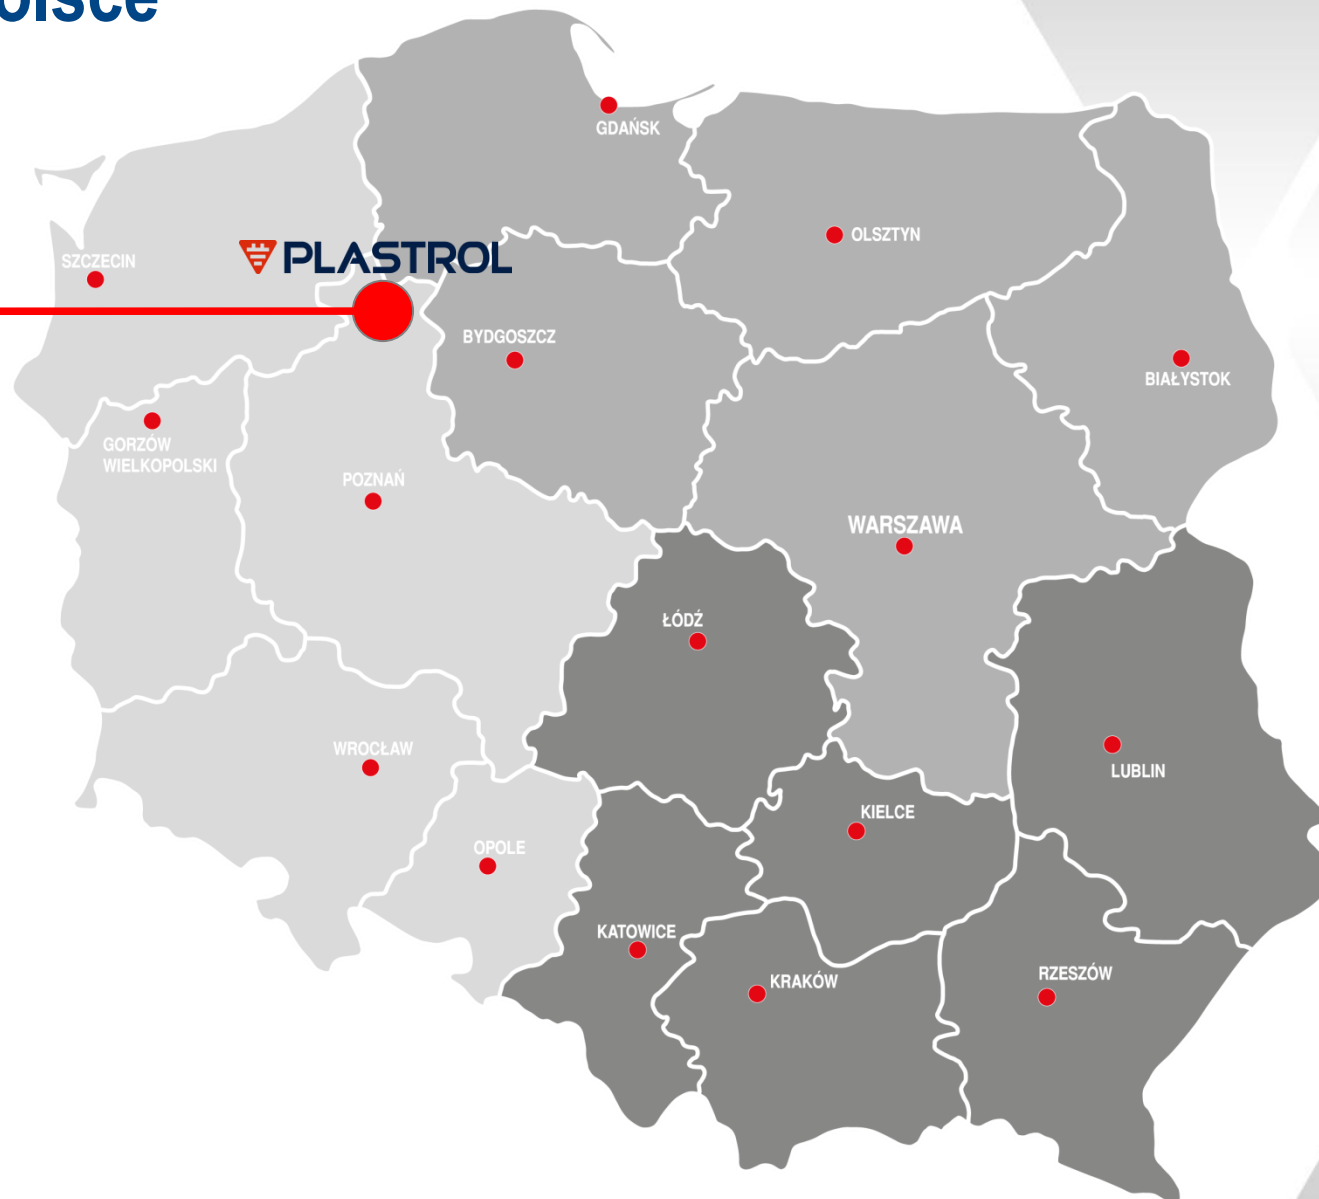 olsce
GDAŃSK
OLSZTYN
SZCZECIN
PLASTROL
BYDGOSZCZ
BIAŁYSTOK
GORZÓW
WIELKOPOLSKI
POZNAŃ
WARSZAWA
ŁÓDŹ
WROCŁAW
LUBLIN
KIELCE
OPOLE
KATOWICE
KRAKÓW
RZESZÓW